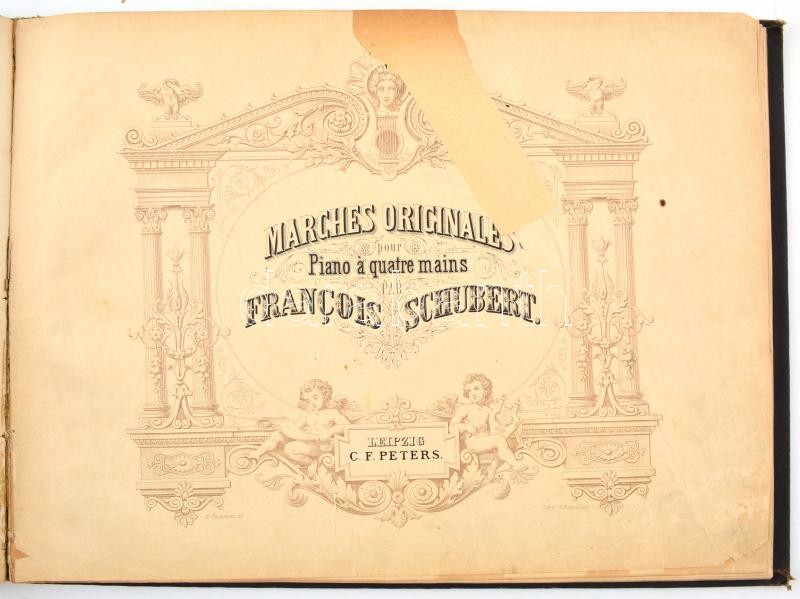 MARCHES ORIGINALES
pour
Piano à quatre mains
PAR
FRANÇOIS SCHUBERT.
LEIPZIG
C. F. PETERS.